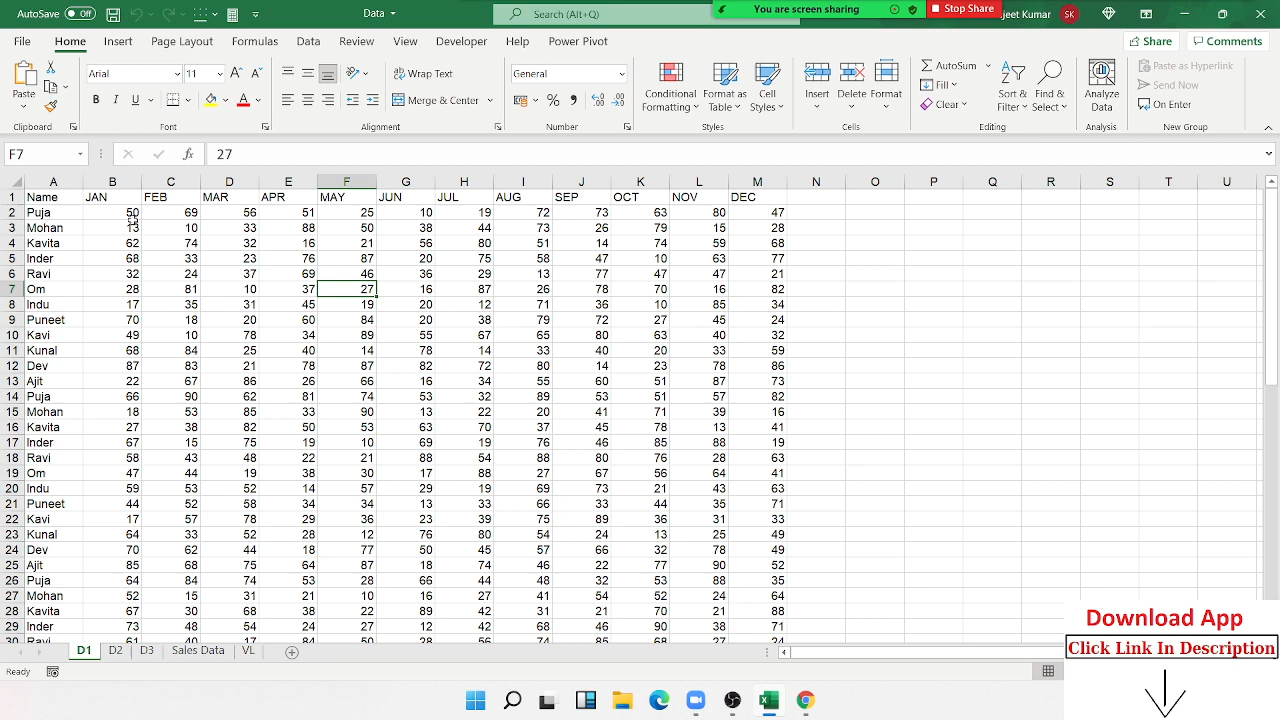 AutoSave Off Data Search (Alt+Q) You are screen sharing Stop Share jeet Kumar SK
File Home Insert Page Layout Formulas Data Review View Developer Help Power Pivot Share Comments
Paste Arial 11 Wrap Text General Conditional Formatting Format as Table Cell Styles Insert Delete Format AutoSum Sort & Filter Find & Select Analyze Data Paste as Hyperlink
B I U Merge & Center Fill Clear Send Now On Enter
Clipboard Font Alignment Number Styles Cells Editing Analysis New Group
F7 fx 27
A B C D E F G H I J K L M N O P Q R S T U
1 Name JAN FEB MAR APR MAY JUN JUL AUG SEP OCT NOV DEC
2 Puja 50 69 56 51 25 10 19 72 73 63 80 47
3 Mohan 13 10 33 88 50 38 44 73 26 79 15 28
4 Kavita 62 74 32 16 21 56 80 51 14 74 59 68
5 Inder 68 33 23 76 87 20 75 58 47 10 63 77
6 Ravi 32 24 37 69 46 36 29 13 77 47 47 21
7 Om 28 81 10 37 27 16 87 26 78 70 16 82
8 Indu 17 35 31 45 19 20 12 71 36 10 85 34
9 Puneet 70 18 20 60 84 20 38 79 72 27 45 24
10 Kavi 49 10 78 34 89 55 67 65 80 63 40 32
11 Kunal 68 84 25 40 14 78 14 33 40 20 33 59
12 Dev 87 83 21 78 87 82 72 80 14 23 78 86
13 Ajit 22 67 86 26 66 16 34 55 60 51 87 73
14 Puja 66 90 62 81 74 53 32 89 53 51 57 82
15 Mohan 18 53 85 33 90 13 22 20 41 71 39 16
16 Kavita 27 38 82 50 53 63 70 37 45 78 13 41
17 Inder 67 15 75 19 10 69 19 76 46 85 88 19
18 Ravi 58 43 48 22 21 88 54 88 80 76 28 63
19 Om 47 44 19 38 30 17 88 27 67 56 64 41
20 Indu 59 53 52 14 57 29 19 69 73 21 43 63
21 Puneet 44 52 58 34 34 13 33 66 33 44 35 71
22 Kavi 17 57 78 29 36 23 39 75 89 36 31 33
23 Kunal 64 33 52 28 12 76 80 54 24 13 25 49
24 Dev 70 62 44 18 77 50 45 57 66 32 78 49
25 Ajit 85 68 75 64 87 18 74 46 22 77 90 52
26 Puja 64 84 74 53 28 66 44 48 32 53 88 35
27 Mohan 52 15 31 21 10 16 27 41 54 52 24 64
28 Kavita 67 30 68 38 22 89 42 31 21 70 21 88
29 Inder 73 48 54 24 27 12 42 68 46 90 38 71
30 Ravi 61 40 17 84 50 28 56 74 85 68 27 24
D1 D2 D3 Sales Data VL
Ready
Download App
Click Link In Description